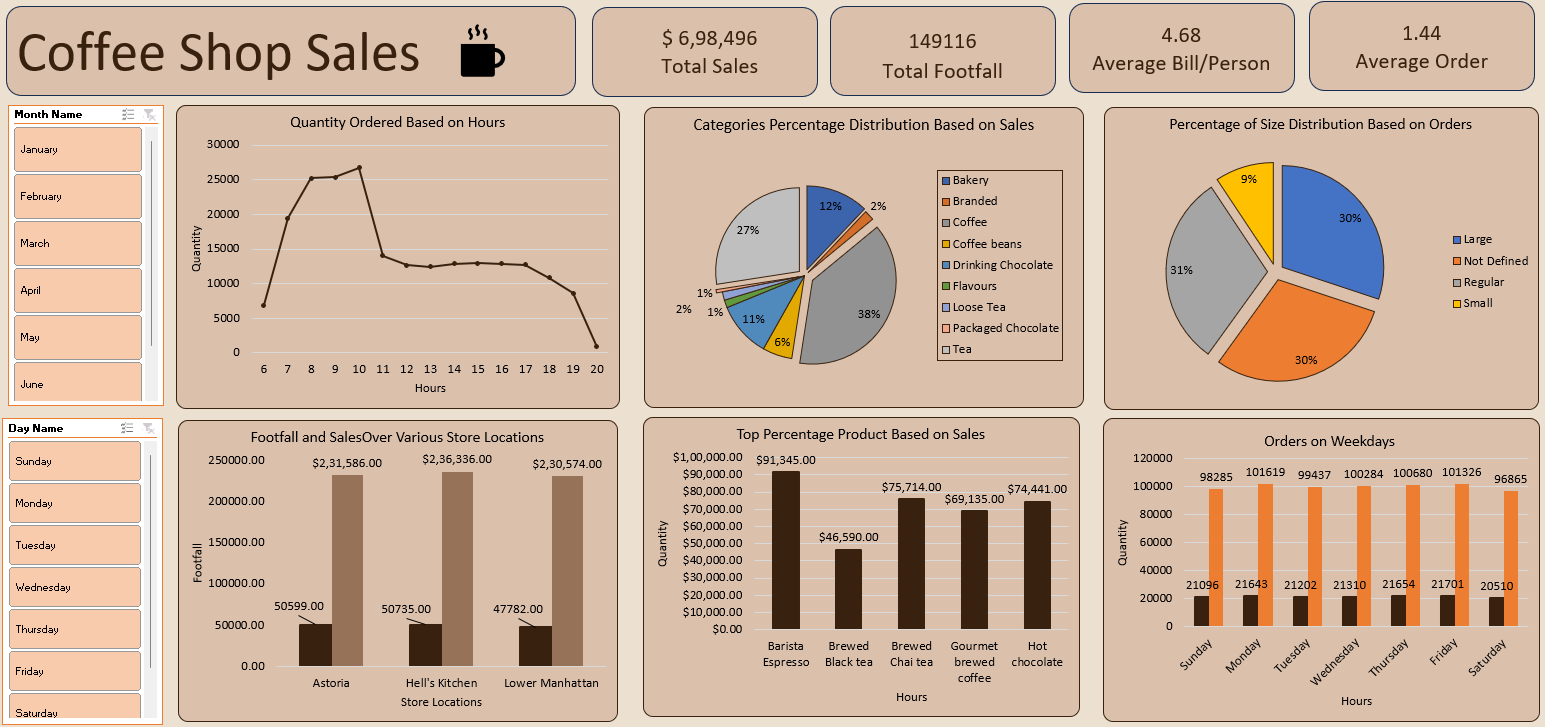 Coffee Shop Sales
$ 6,98,496
Total Sales
149116
Total Footfall
4.68
Average Bill/Person
1.44
Average Order
Month Name
January
February
March
April
May
June
Day Name
Sunday
Monday
Tuesday
Wednesday
Thursday
Friday
Saturday
Quantity Ordered Based on Hours
Quantity
30000
25000
20000
15000
10000
5000
0
6 7 8 9 10 11 12 13 14 15 16 17 18 19 20
Hours
Categories Percentage Distribution Based on Sales
12%
2%
38%
6%
11%
1%
2%
1%
27%
Bakery
Branded
Coffee
Coffee beans
Drinking Chocolate
Flavours
Loose Tea
Packaged Chocolate
Tea
Percentage of Size Distribution Based on Orders
30%
30%
31%
9%
Large
Not Defined
Regular
Small
Footfall and SalesOver Various Store Locations
Footfall
250000.00
200000.00
150000.00
100000.00
50000.00
0.00
$2,31,586.00
$2,36,336.00
$2,30,574.00
50599.00
50735.00
47782.00
Astoria
Hell's Kitchen
Lower Manhattan
Store Locations
Top Percentage Product Based on Sales
Quantity
$1,00,000.00
$90,000.00
$80,000.00
$70,000.00
$60,000.00
$50,000.00
$40,000.00
$30,000.00
$20,000.00
$10,000.00
$0.00
$91,345.00
$46,590.00
$75,714.00
$69,135.00
$74,441.00
Barista
Espresso
Brewed
Black tea
Brewed
Chai tea
Gourmet
brewed
coffee
Hot
chocolate
Hours
Orders on Weekdays
Quantity
120000
100000
80000
60000
40000
20000
0
98285
101619
99437
100284
100680
101326
96865
21096
21643
21202
21310
21654
21701
20510
Sunday
Monday
Tuesday
Wednesday
Thursday
Friday
Saturday
Hours